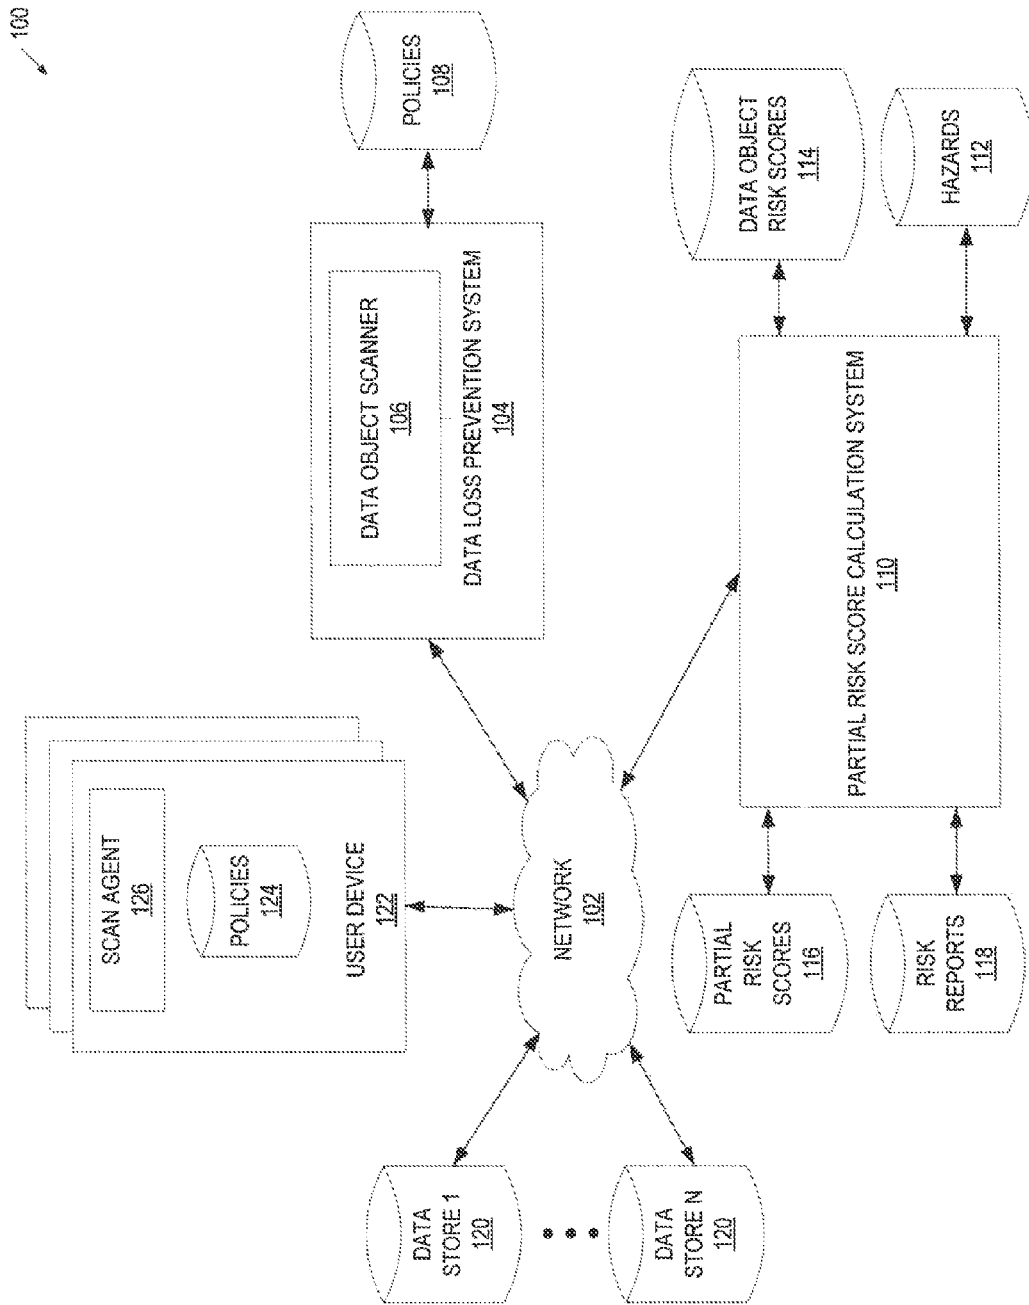 100
SCAN AGENT
126
POLICIES
124
USER DEVICE
122
DATA OBJECT SCANNER
106
DATA LOSS PREVENTION SYSTEM
104
POLICIES
108
DATA
STORE 1
120
DATA
STORE N
120
NETWORK
102
PARTIAL
RISK
SCORES
116
RISK
REPORTS
118
PARTIAL RISK SCORE CALCULATION SYSTEM
110
DATA OBJECT
RISK SCORES
114
HAZARDS
112